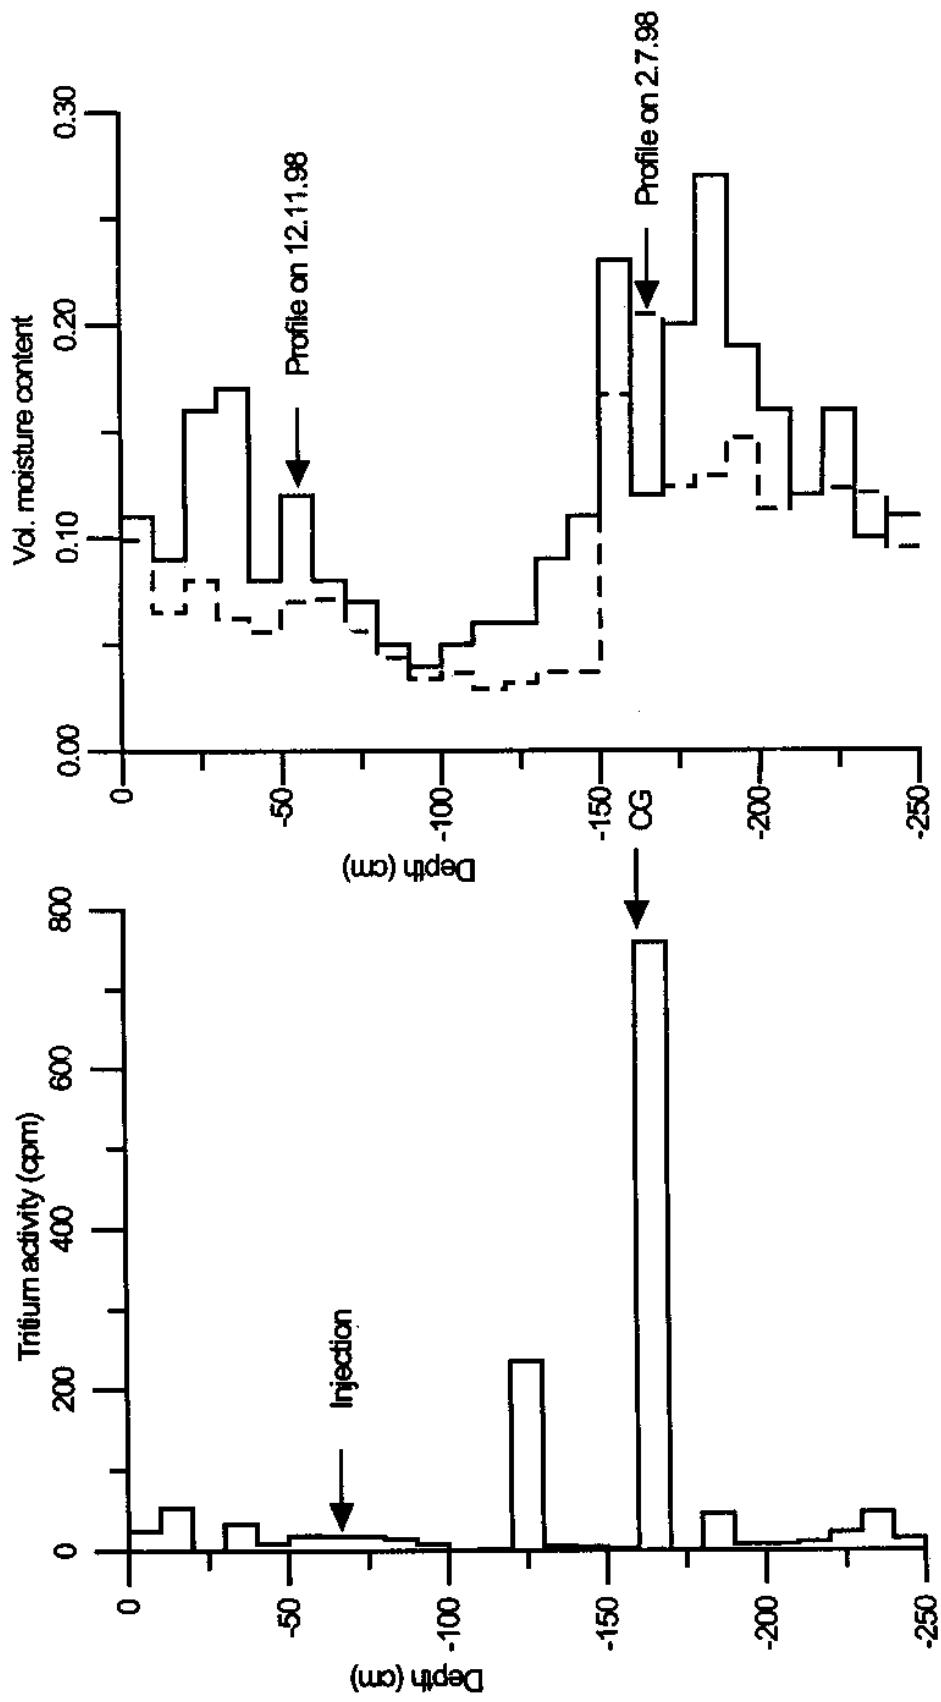 Tritium activity (cpm)
0
200
400
600
800
Depth (cm)
0
-50
-100
-150
-200
-250
Injection
CG
Vol. moisture content
0.00
0.10
0.20
0.30
Depth (cm)
0
-50
-100
-150
-200
-250
Profile on 12.11.98
Profile on 2.7.98